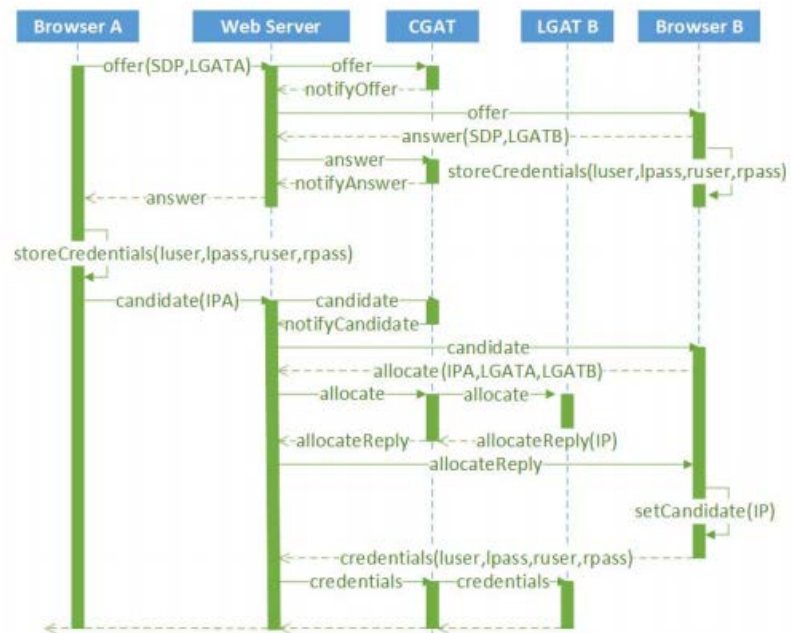 Browser A
Web Server
CGAT
LGAT B
Browser B
offer(SDP,LGATA)
offer
notifyOffer
offer
answer(SDP,LGATB)
answer
storeCredentials(luser,lpass,ruser,rpass)
notifyAnswer
answer
storeCredentials(luser,lpass,ruser,rpass)
candidate(IPA)
candidate
notifyCandidate
candidate
allocate(IPA,LGATA,LGATB)
allocate
allocate
allocateReply
allocateReply(IP)
allocateReply
setCandidate(IP)
credentials(luser,lpass,ruser,rpass)
credentials
credentials